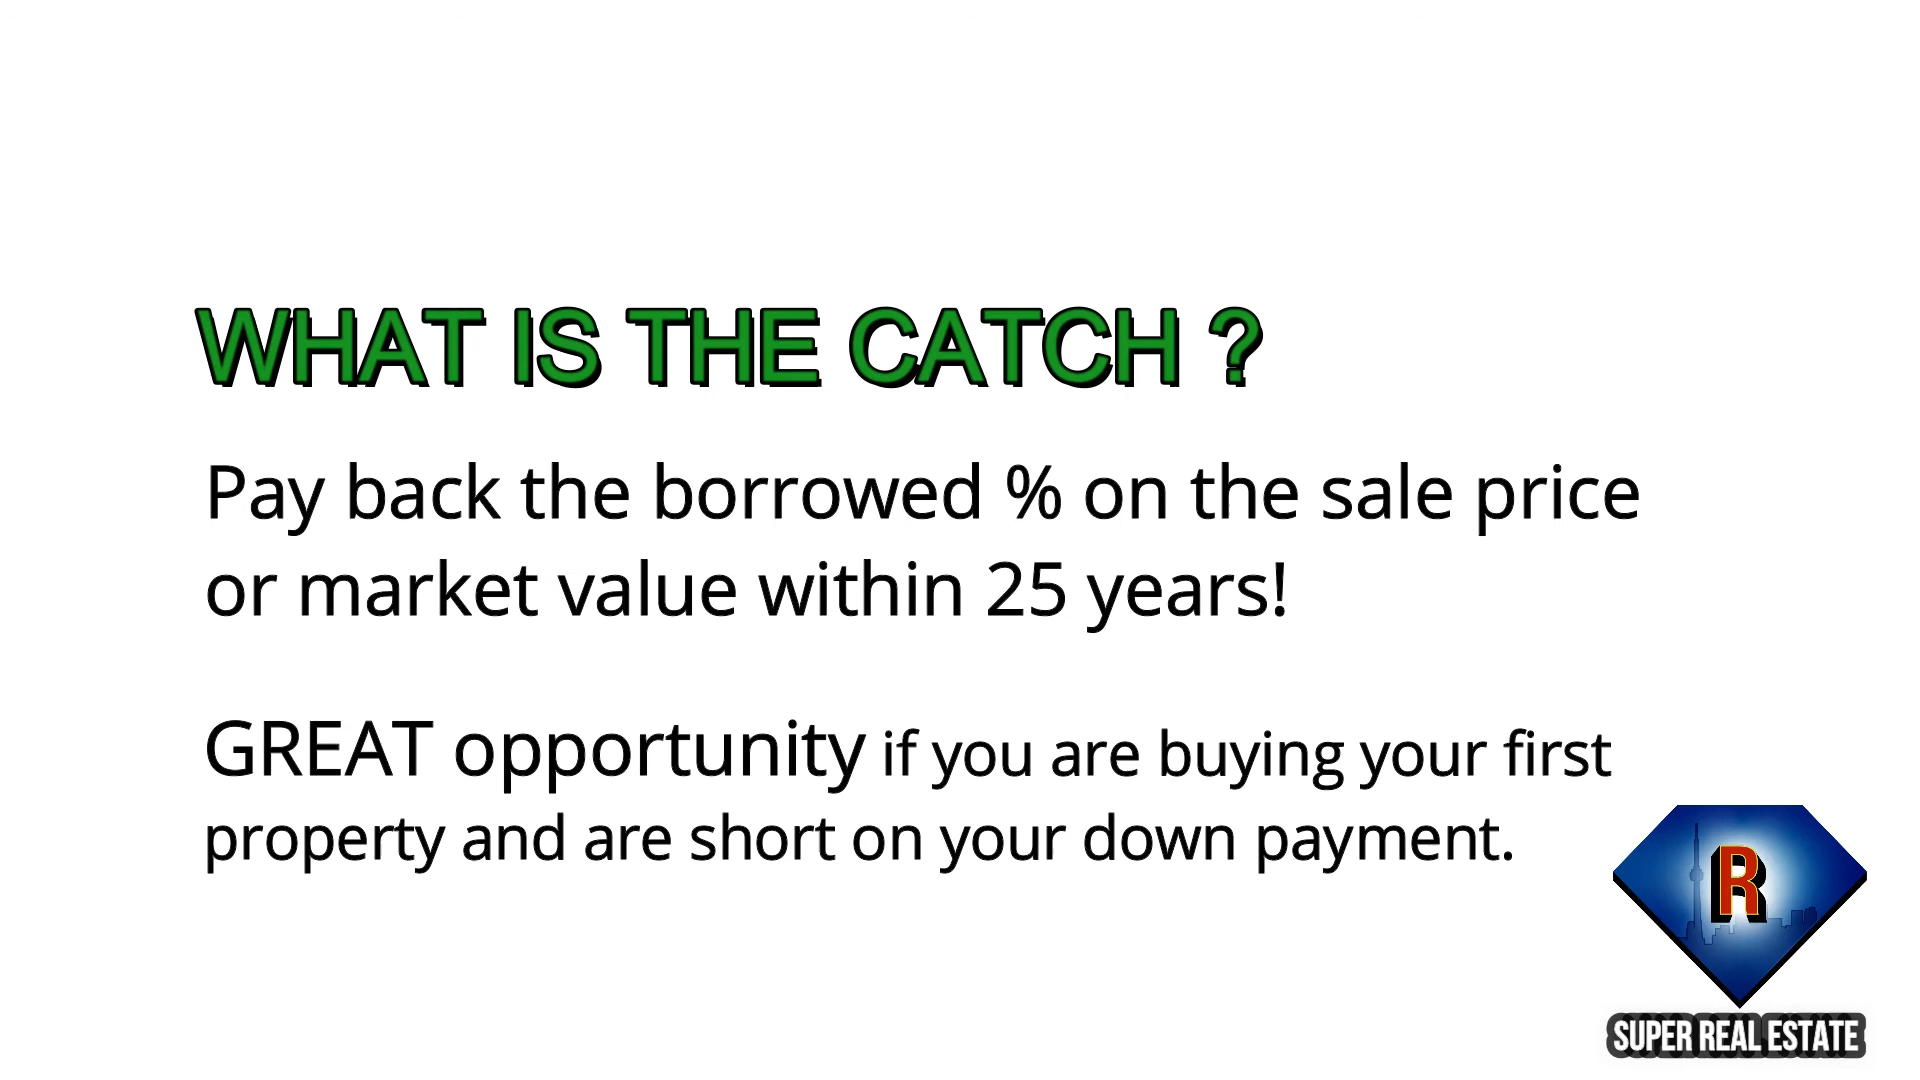 WHAT IS THE CATCH ?
Pay back the borrowed % on the sale price
or market value within 25 years!
GREAT opportunity if you are buying your first
property and are short on your down payment.
R
SUPER REAL ESTATE